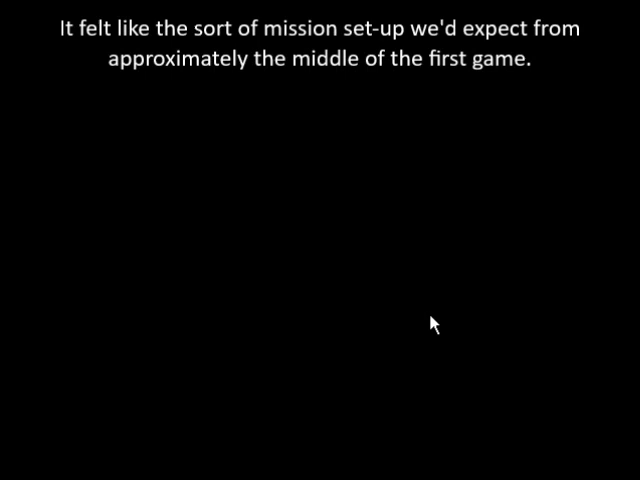 It felt like the sort of mission set-up we'd expect from
approximately the middle of the first game.